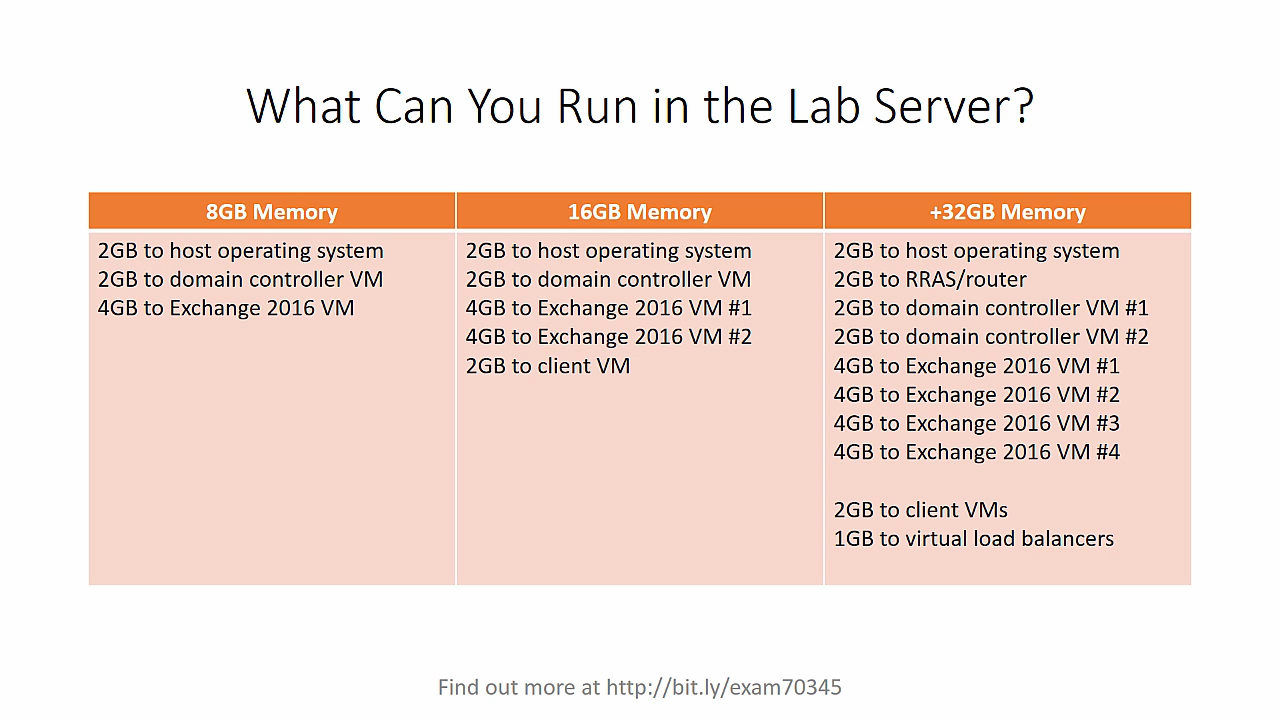 What Can You Run in the Lab Server?
8GB Memory
2GB to host operating system
2GB to domain controller VM
4GB to Exchange 2016 VM
16GB Memory
2GB to host operating system
2GB to domain controller VM
4GB to Exchange 2016 VM #1
4GB to Exchange 2016 VM #2
2GB to client VM
+32GB Memory
2GB to host operating system
2GB to RRAS/router
2GB to domain controller VM #1
2GB to domain controller VM #2
4GB to Exchange 2016 VM #1
4GB to Exchange 2016 VM #2
4GB to Exchange 2016 VM #3
4GB to Exchange 2016 VM #4
2GB to client VMs
1GB to virtual load balancers
Find out more at http://bit.ly/exam70345